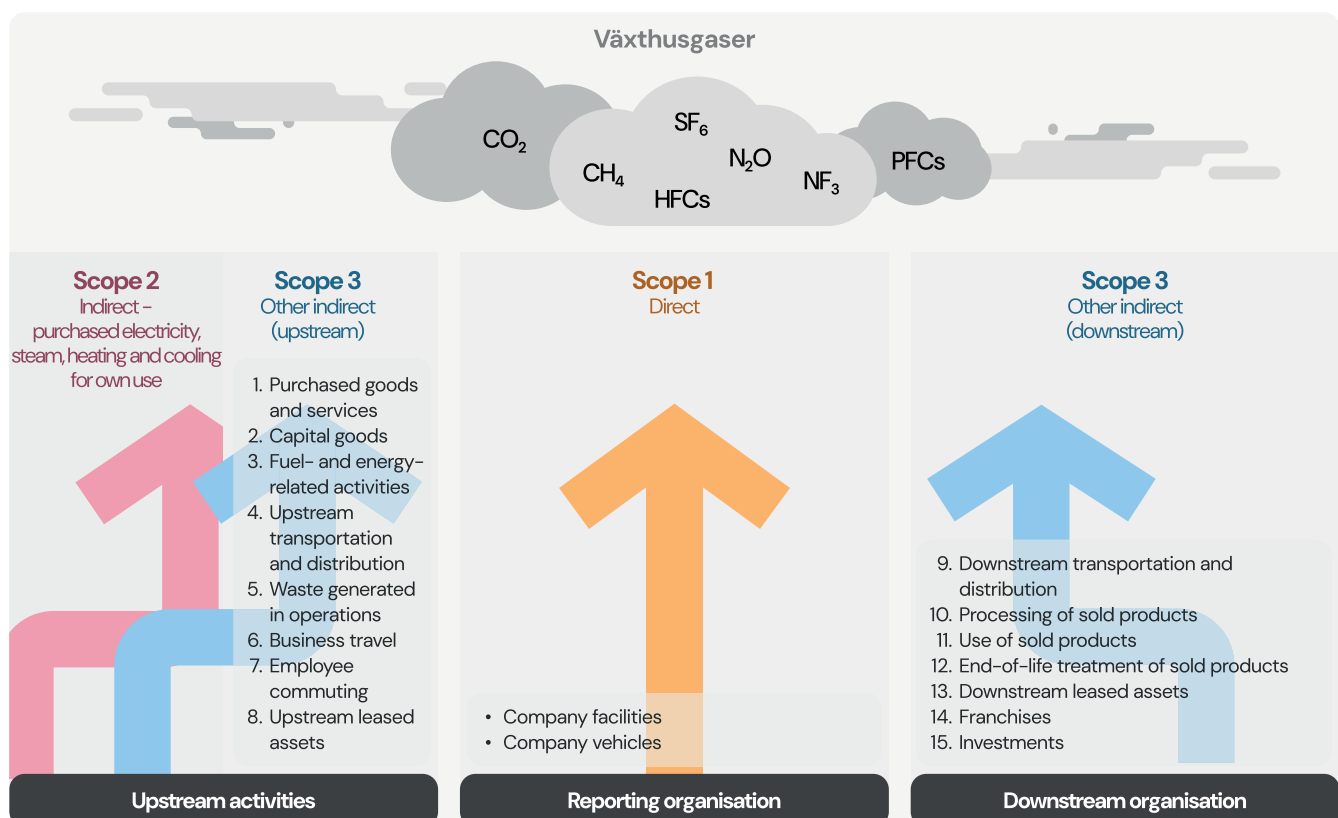 Växthusgaser
CO₂
SF₆
CH₄
N₂O
HFCs
NF₃
PFCs
Scope 2
Indirect –
purchased electricity,
steam, heating and cooling
for own use
Scope 3
Other indirect
(upstream)
1. Purchased goods
and services
2. Capital goods
3. Fuel- and energy-
related activities
4. Upstream
transportation
and distribution
5. Waste generated
in operations
6. Business travel
7. Employee
commuting
8. Upstream leased
assets
Upstream activities
Scope 1
Direct
• Company facilities
• Company vehicles
Reporting organisation
Scope 3
Other indirect
(downstream)
9. Downstream transportation and
distribution
10. Processing of sold products
11. Use of sold products
12. End-of-life treatment of sold products
13. Downstream leased assets
14. Franchises
15. Investments
Downstream organisation